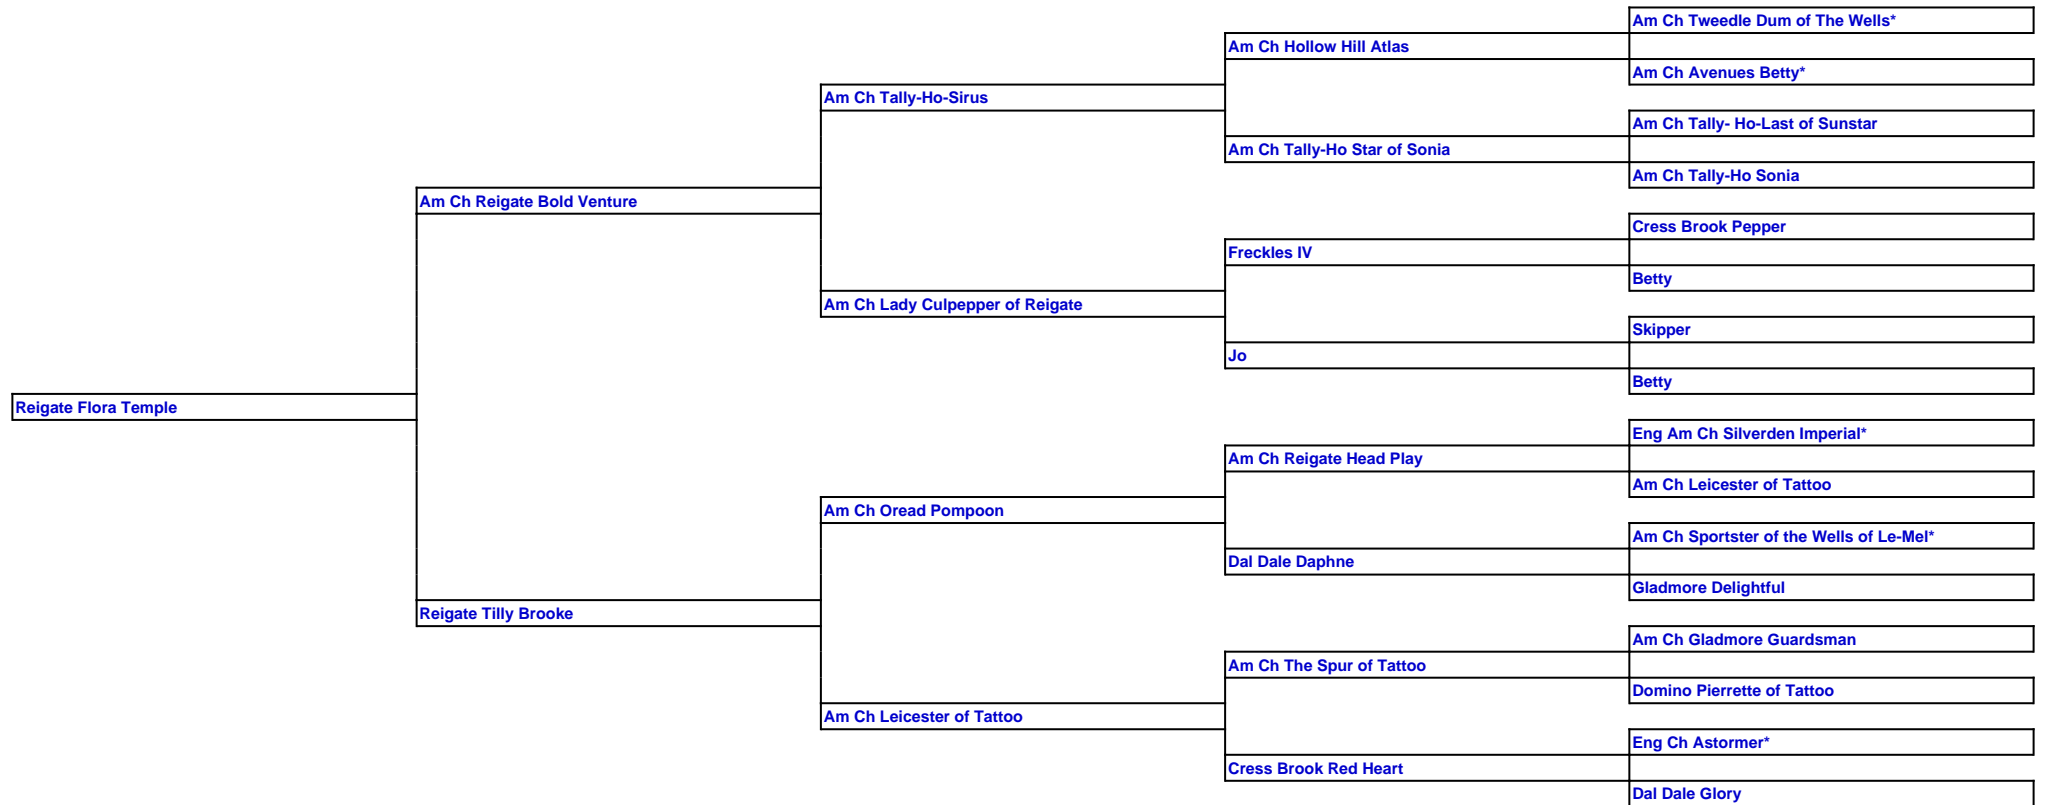 Am Ch Tweedle Dum of The Wells*
Am Ch Hollow Hill Atlas
Am Ch Avenues Betty*
Am Ch Tally-Ho-Sirus
Am Ch Tally- Ho-Last of Sunstar
Am Ch Tally-Ho Star of Sonia
Am Ch Tally-Ho Sonia
Am Ch Reigate Bold Venture
Cress Brook Pepper
Freckles IV
Betty
Am Ch Lady Culpepper of Reigate
Skipper
Jo
Betty
Reigate Flora Temple
Eng Am Ch Silverden Imperial*
Am Ch Reigate Head Play
Am Ch Leicester of Tattoo
Am Ch Oread Pompoon
Am Ch Sportster of the Wells of Le-Mel*
Dal Dale Daphne
Gladmore Delightful
Reigate Tilly Brooke
Am Ch Gladmore Guardsman
Am Ch The Spur of Tattoo
Domino Pierrette of Tattoo
Am Ch Leicester of Tattoo
Eng Ch Astormer*
Cress Brook Red Heart
Dal Dale Glory